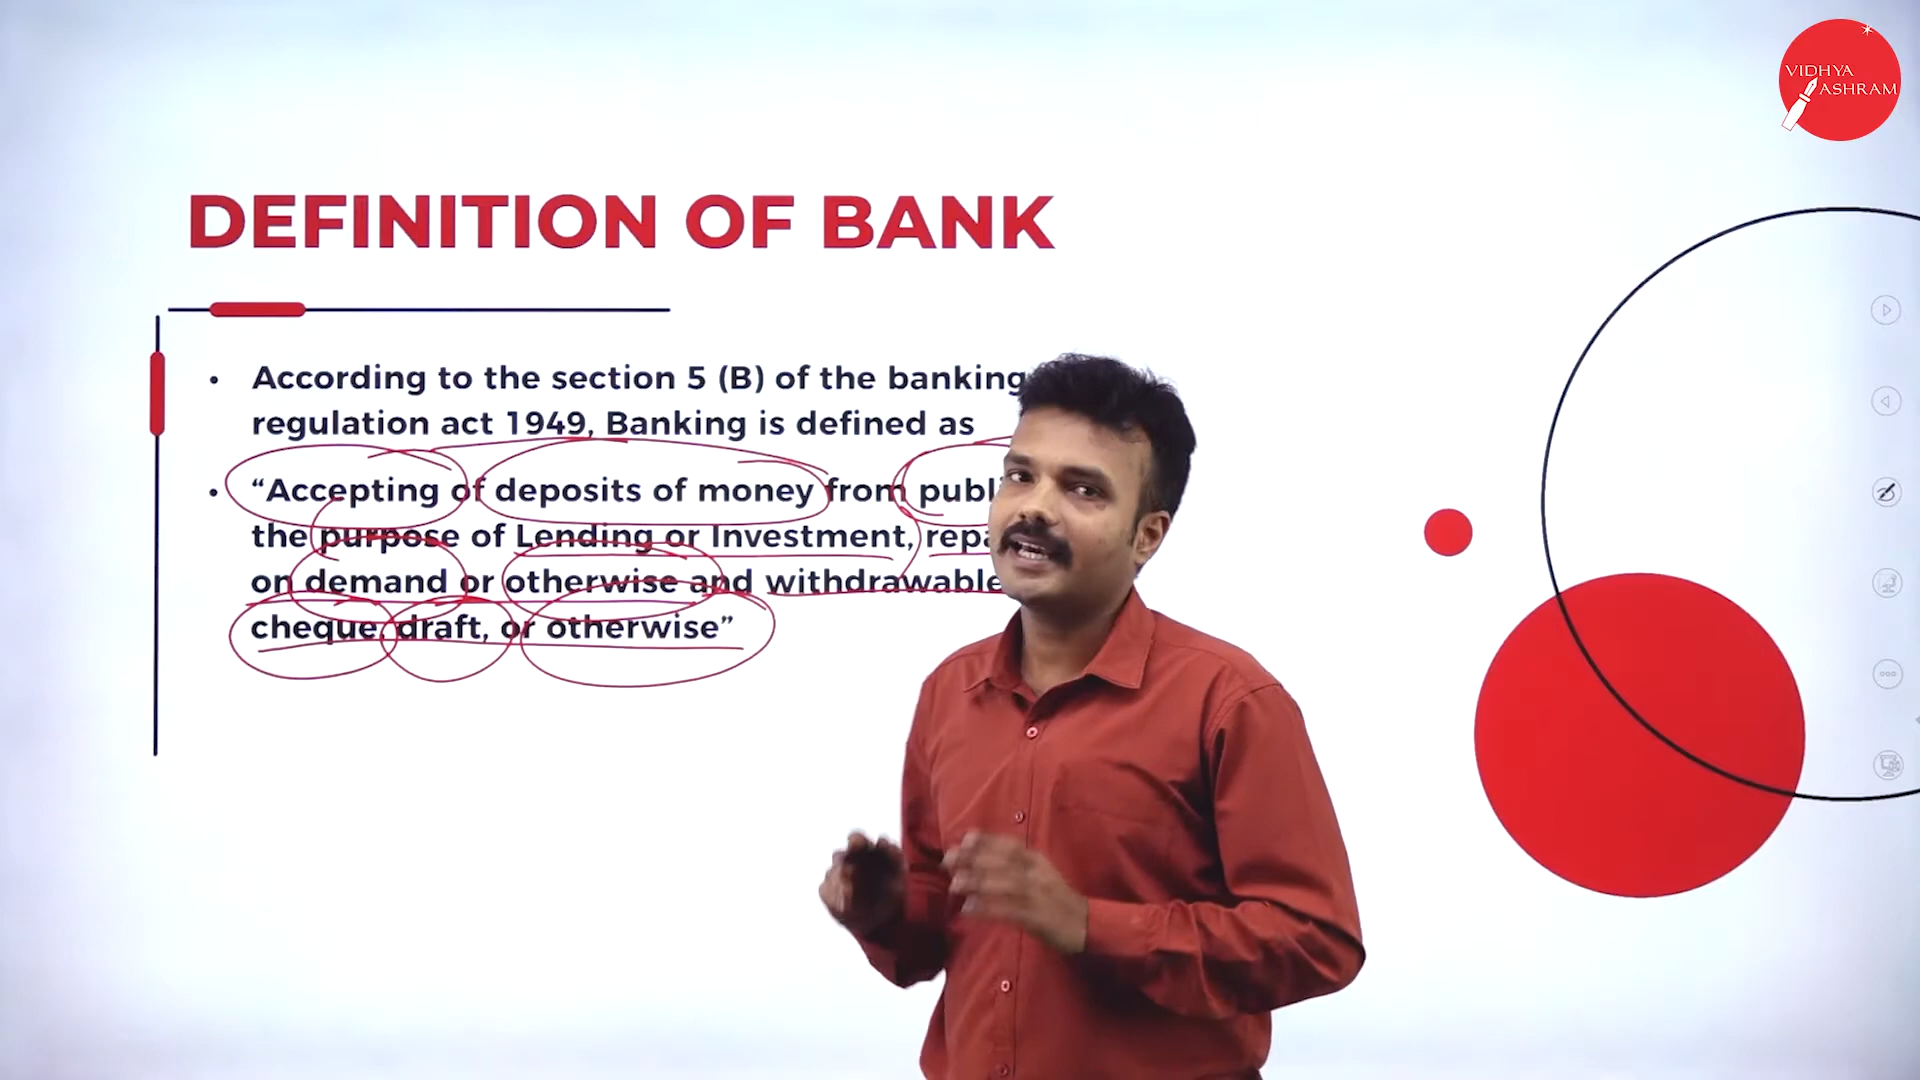 VIDHYA
ASHRAM
DEFINITION OF BANK
• According to the section 5 (B) of the banking
regulation act 1949, Banking is defined as
• “Accepting of deposits of money from
the purpose of Lending or Investment,
on demand or otherwise and withdrawable
cheque, draft, or otherwise”